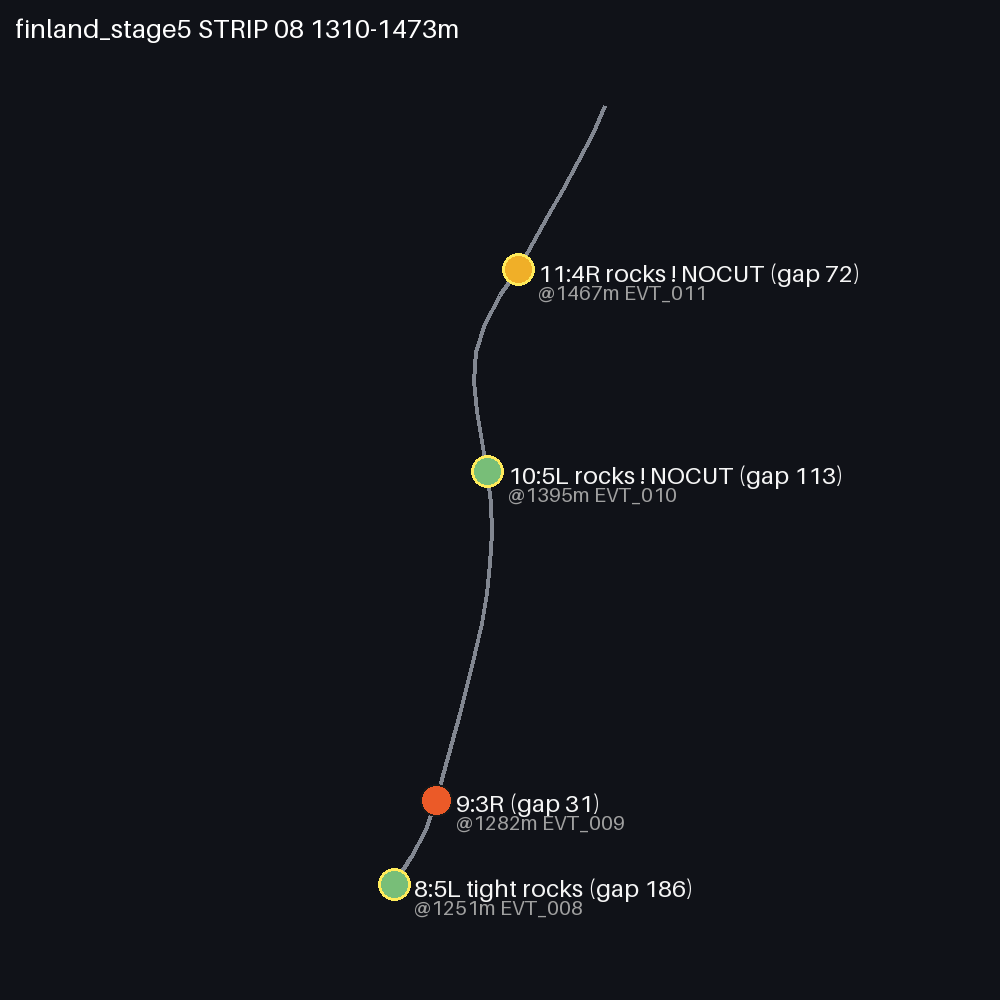 finland_stage5 STRIP 08 1310-1473m
11:4R rocks ! NOCUT (gap 72)
@1467m EVT_011
10:5L rocks ! NOCUT (gap 113)
@1395m EVT_010
9:3R (gap 31)
@1282m EVT_009
8:5L tight rocks (gap 186)
@1251m EVT_008